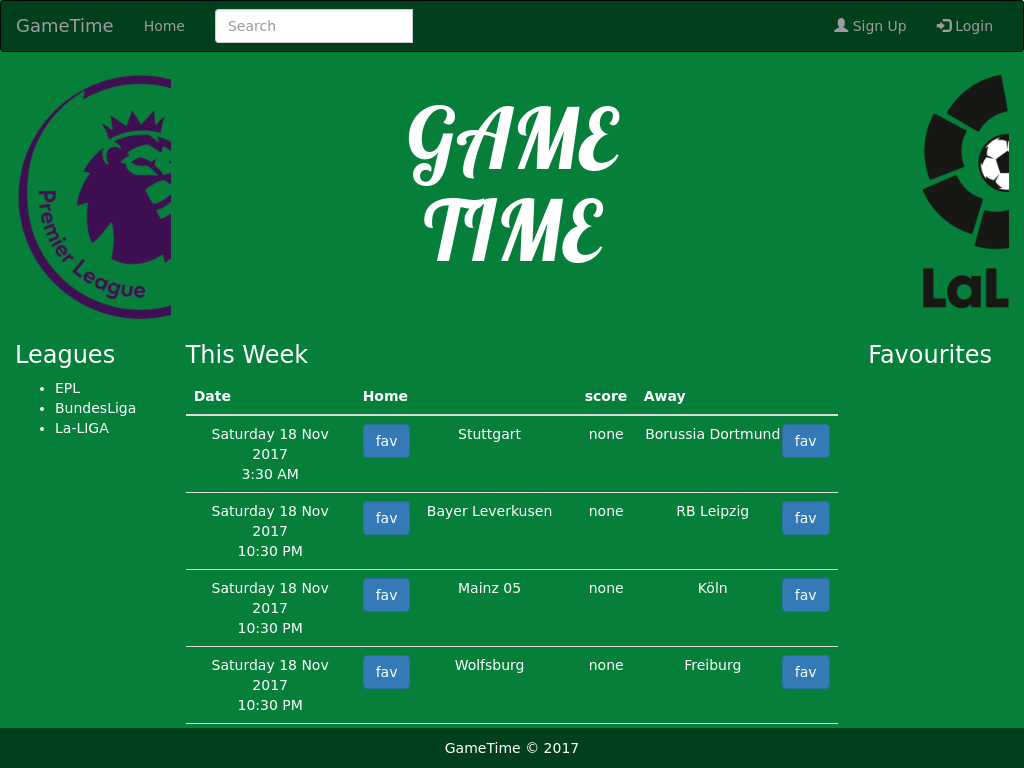 GameTime Home Search Sign Up Login
Premier League
GAME
TIME
LaL
Leagues
EPL
BundesLiga
La-LIGA
This Week
Date Home score Away
Saturday 18 Nov 2017
3:30 AM
fav Stuttgart none Borussia Dortmund fav
Saturday 18 Nov 2017
10:30 PM
fav Bayer Leverkusen none RB Leipzig fav
Saturday 18 Nov 2017
10:30 PM
fav Mainz 05 none Köln fav
Saturday 18 Nov 2017
10:30 PM
fav Wolfsburg none Freiburg fav
Favourites
GameTime © 2017